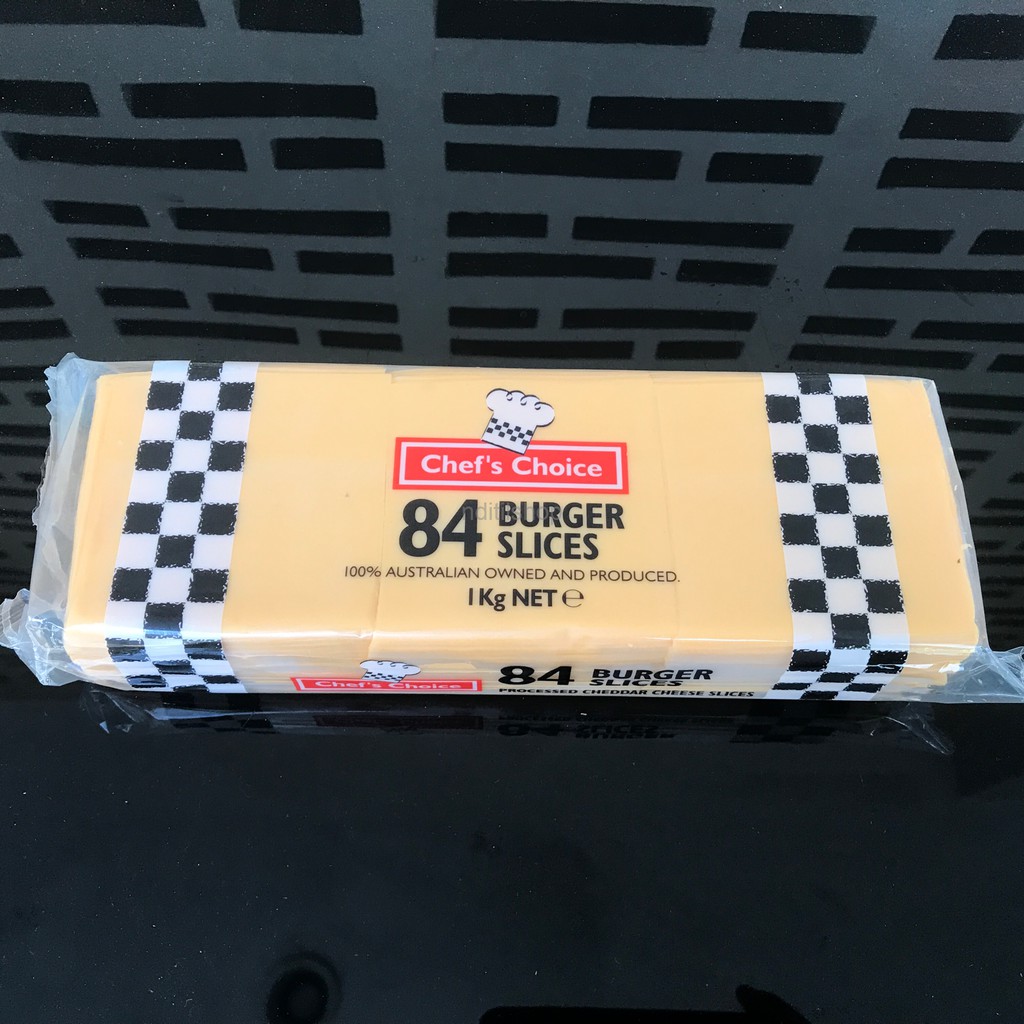 Chef's Choice
84 BURGER
SLICES
100% AUSTRALIAN OWNED AND PRODUCED.
1Kg NET ℮
Chef's Choice
84 BURGER
SLICES
PROCESSED CHEDDAR CHEESE SLICES